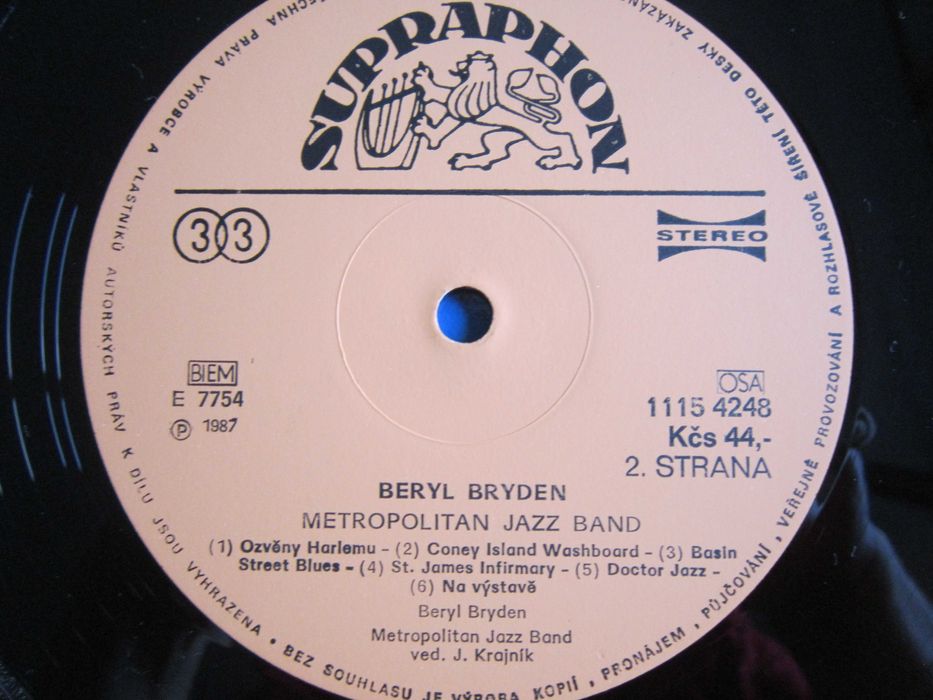 SUPRAPHON
33
STEREO
BIEM
E 7754
Ⓟ 1987
OSA
1115 4248
Kčs 44,-
2. STRANA
BERYL BRYDEN
METROPOLITAN JAZZ BAND
(1) Ozvěny Harlemu – (2) Coney Island Washboard – (3) Basin
Street Blues – (4) St. James Infirmary – (5) Doctor Jazz –
(6) Na výstavě
Beryl Bryden
Metropolitan Jazz Band
ved. J. Krajník
VŠECHNA PRÁVA VÝROBCE A VLASTNÍKŮ AUTORSKÝCH PRÁV K DÍLU JSOU VYHRAZENA • BEZ SOUHLASU JE VÝROBA KOPIÍ, PRONÁJEM, PŮJČOVÁNÍ, VEŘEJNÉ PROVOZOVÁNÍ A ROZHLASOVÉ ŠÍŘENÍ TÉTO DESKY ZAKÁZÁNO